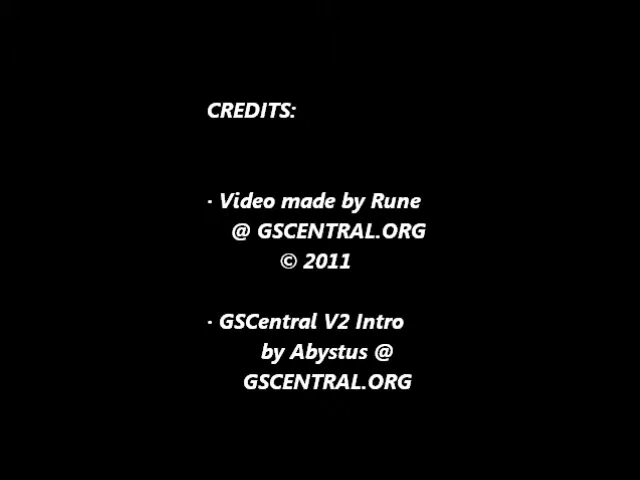 CREDITS:
· Video made by Rune
@ GSCENTRAL.ORG
© 2011
· GSCentral V2 Intro
by Abystus @
GSCENTRAL.ORG